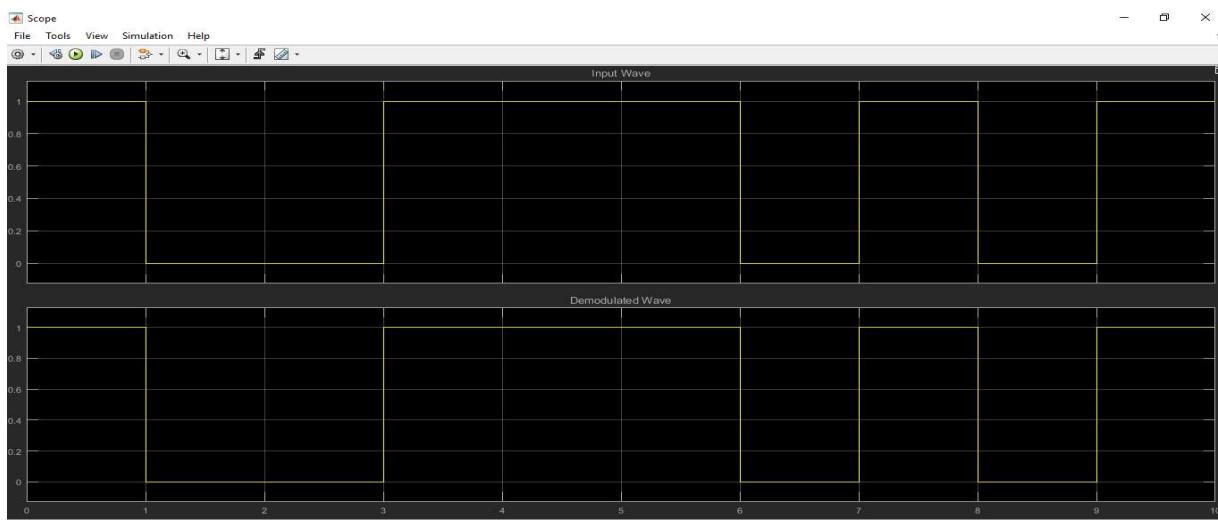 Scope
File Tools View Simulation Help
Input Wave
1
0.8
0.6
0.4
0.2
0
Demodulated Wave
1
0.8
0.6
0.4
0.2
0
0 1 2 3 4 5 6 7 8 9 10